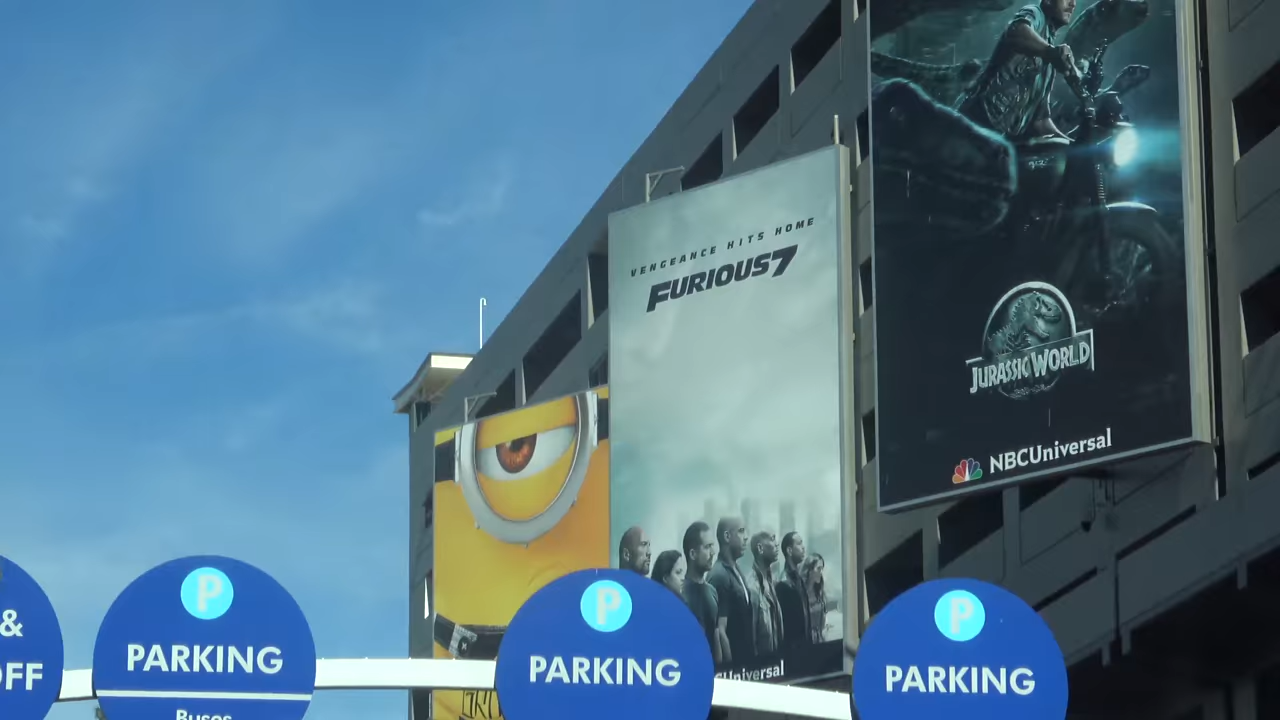 VENGEANCE HITS HOME
FURIOUS7
JURASSIC WORLD
NBCUniversal
Universal
&
OFF
P
PARKING
Buses
P
PARKING
P
PARKING